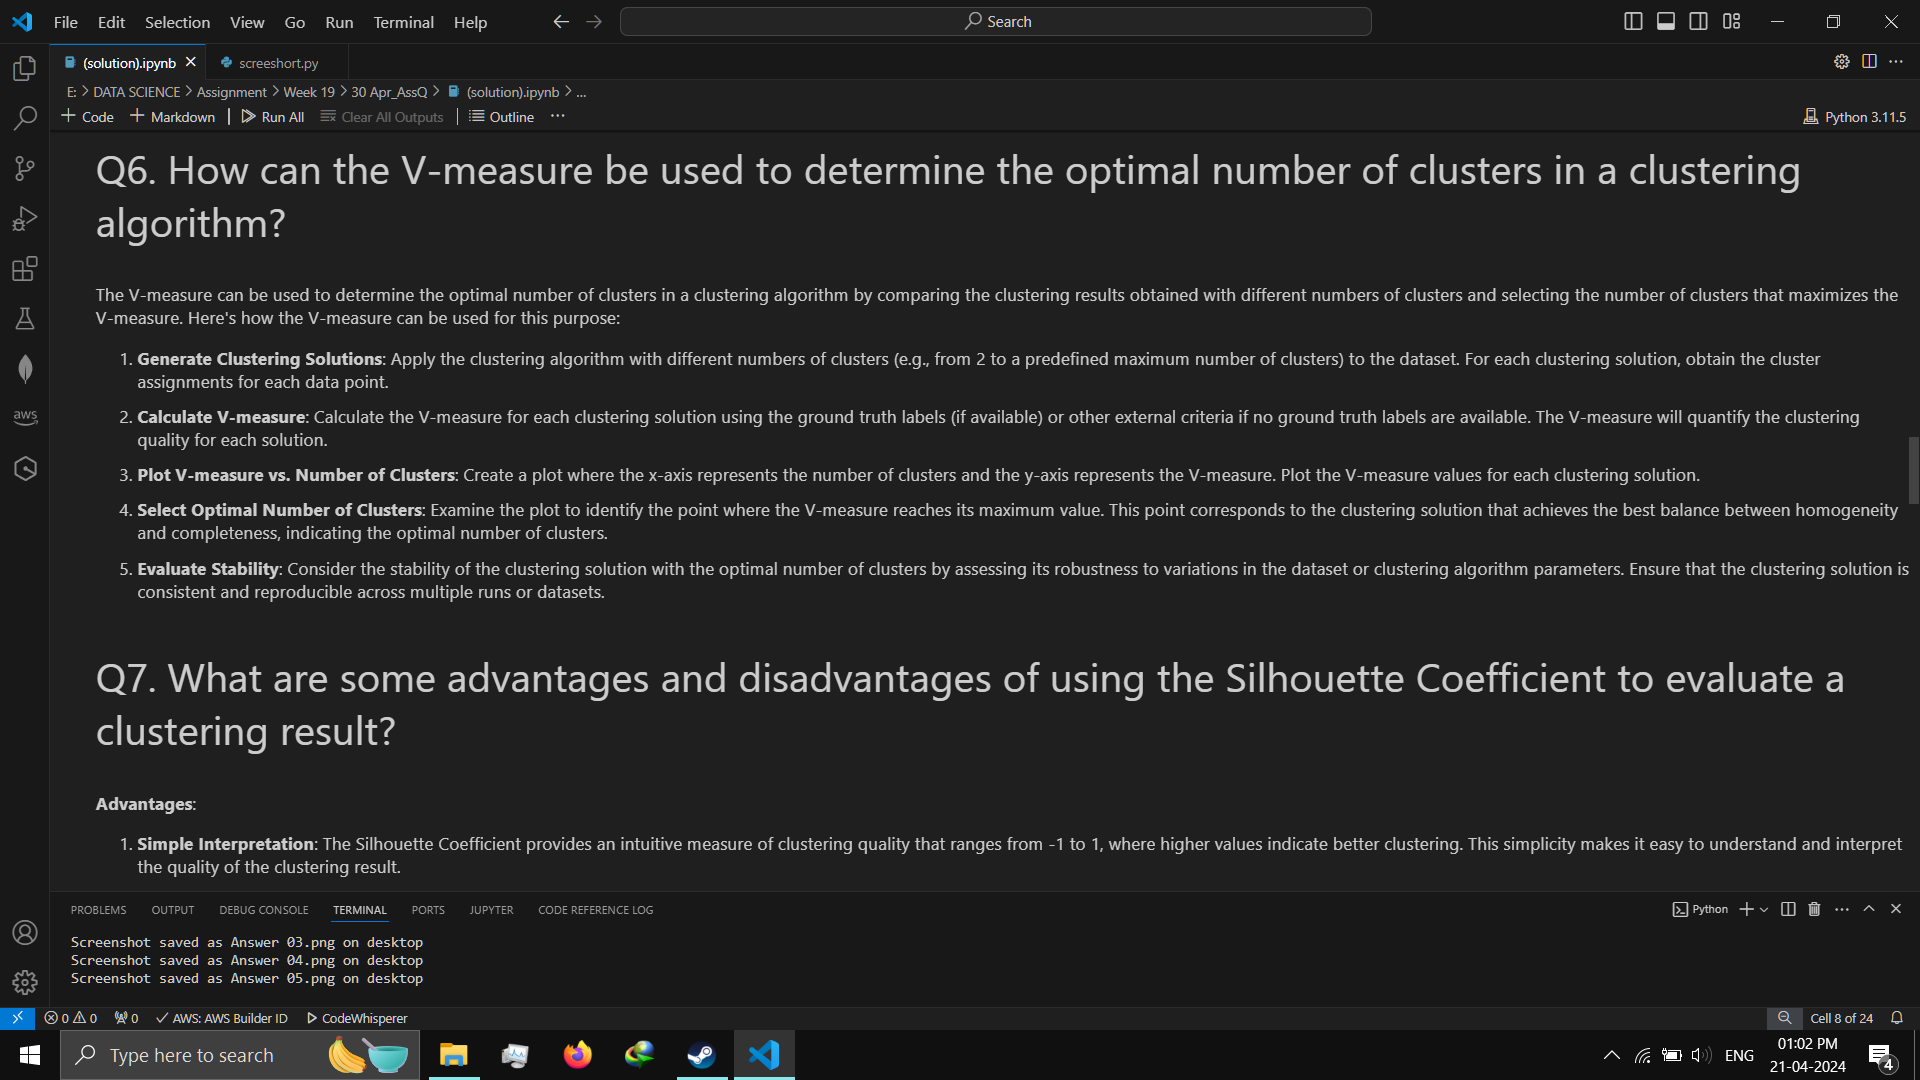 File Edit Selection View Go Run Terminal Help
Search
(solution).ipynb
screeshort.py
E: > DATA SCIENCE > Assignment > Week 19 > 30 Apr_AssQ > (solution).ipynb > ...
+ Code + Markdown | Run All Clear All Outputs | Outline ...
Python 3.11.5
Q6. How can the V-measure be used to determine the optimal number of clusters in a clustering
algorithm?
The V-measure can be used to determine the optimal number of clusters in a clustering algorithm by comparing the clustering results obtained with different numbers of clusters and selecting the number of clusters that maximizes the
V-measure. Here's how the V-measure can be used for this purpose:
1. Generate Clustering Solutions: Apply the clustering algorithm with different numbers of clusters (e.g., from 2 to a predefined maximum number of clusters) to the dataset. For each clustering solution, obtain the cluster
assignments for each data point.
2. Calculate V-measure: Calculate the V-measure for each clustering solution using the ground truth labels (if available) or other external criteria if no ground truth labels are available. The V-measure will quantify the clustering
quality for each solution.
3. Plot V-measure vs. Number of Clusters: Create a plot where the x-axis represents the number of clusters and the y-axis represents the V-measure. Plot the V-measure values for each clustering solution.
4. Select Optimal Number of Clusters: Examine the plot to identify the point where the V-measure reaches its maximum value. This point corresponds to the clustering solution that achieves the best balance between homogeneity
and completeness, indicating the optimal number of clusters.
5. Evaluate Stability: Consider the stability of the clustering solution with the optimal number of clusters by assessing its robustness to variations in the dataset or clustering algorithm parameters. Ensure that the clustering solution is
consistent and reproducible across multiple runs or datasets.
Q7. What are some advantages and disadvantages of using the Silhouette Coefficient to evaluate a
clustering result?
Advantages:
1. Simple Interpretation: The Silhouette Coefficient provides an intuitive measure of clustering quality that ranges from -1 to 1, where higher values indicate better clustering. This simplicity makes it easy to understand and interpret
the quality of the clustering result.
aws
PROBLEMS OUTPUT DEBUG CONSOLE TERMINAL PORTS JUPYTER CODE REFERENCE LOG
Python
Screenshot saved as Answer 03.png on desktop
Screenshot saved as Answer 04.png on desktop
Screenshot saved as Answer 05.png on desktop
0 0 0 AWS: AWS Builder ID CodeWhisperer
Cell 8 of 24
Type here to search
ENG
01:02 PM
21-04-2024
4